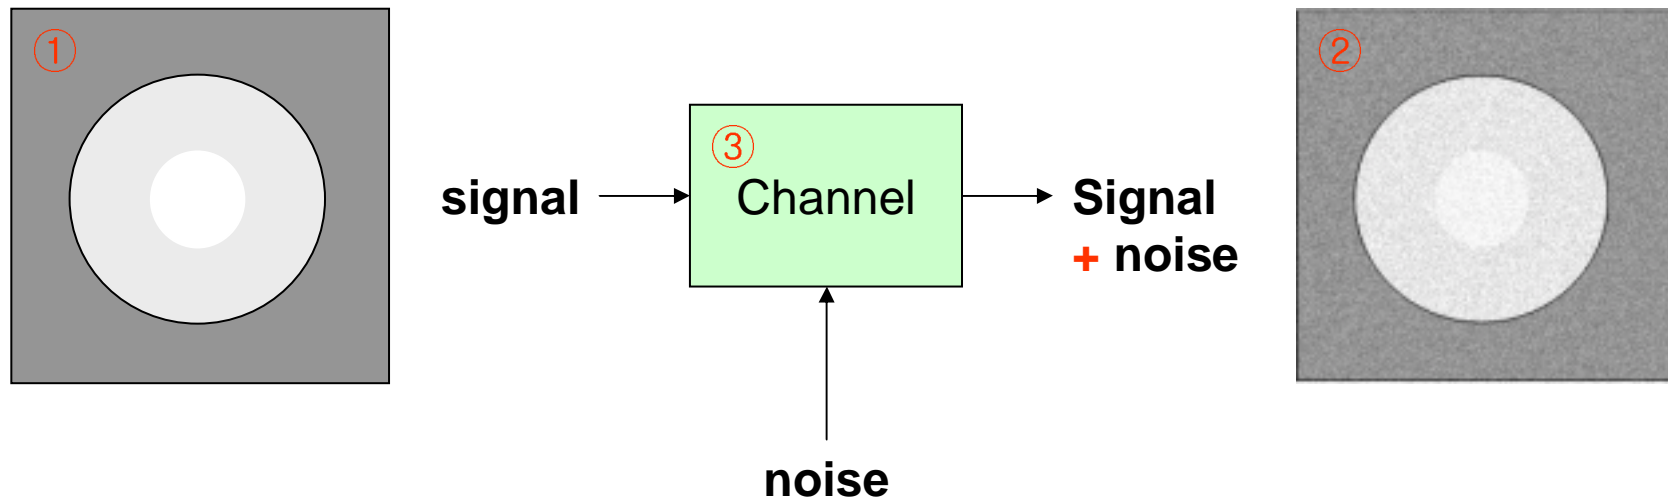 ①
signal
③
Channel
noise
Signal
+ noise
②